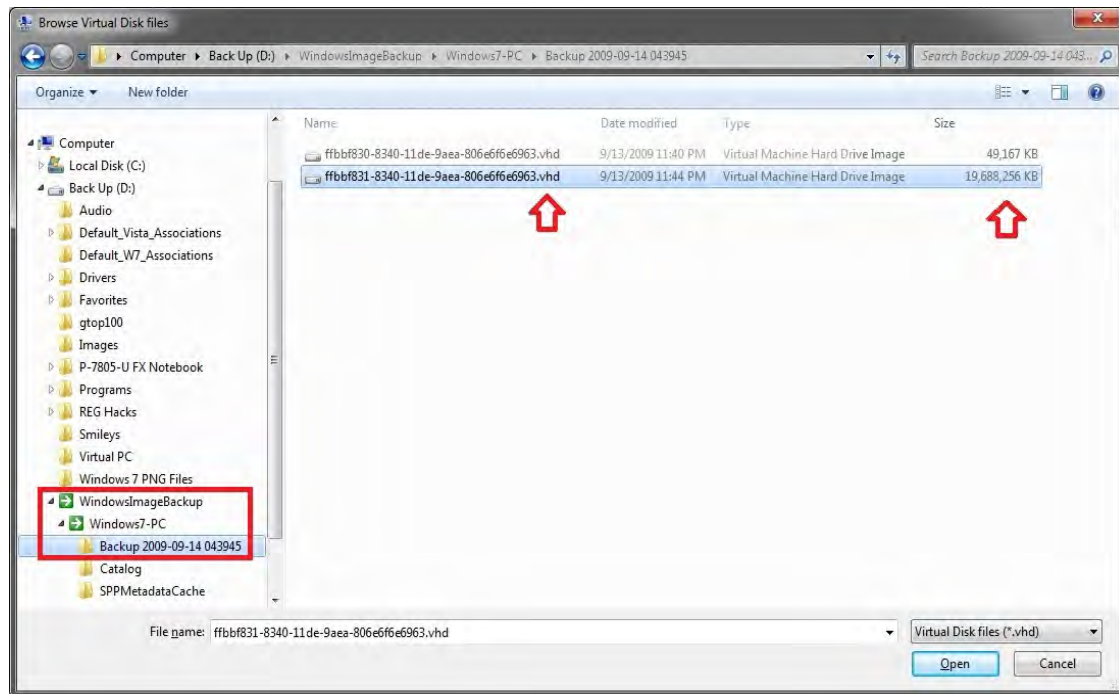 Browse Virtual Disk files
Computer Back Up (D:) WindowsImageBackup Windows7-PC Backup 2009-09-14 043945 Search Backup 2009-09-14 043...
Organize New folder
Name Date modified Type Size
ffbbf830-8340-11de-9aea-806e6f6e6963.vhd 9/13/2009 11:40 PM Virtual Machine Hard Drive Image 49,167 KB
ffbbf831-8340-11de-9aea-806e6f6e6963.vhd 9/13/2009 11:44 PM Virtual Machine Hard Drive Image 19,688,256 KB
Computer
Local Disk (C:)
Back Up (D:)
Audio
Default_Vista_Associations
Default_W7_Associations
Drivers
Favorites
gtop100
Images
P-7805-U FX Notebook
Programs
REG Hacks
Smileys
Virtual PC
Windows 7 PNG Files
WindowsImageBackup
Windows7-PC
Backup 2009-09-14 043945
Catalog
SPPMetadataCache
File name: ffbbf831-8340-11de-9aea-806e6f6e6963.vhd Virtual Disk files (*.vhd)
Open Cancel